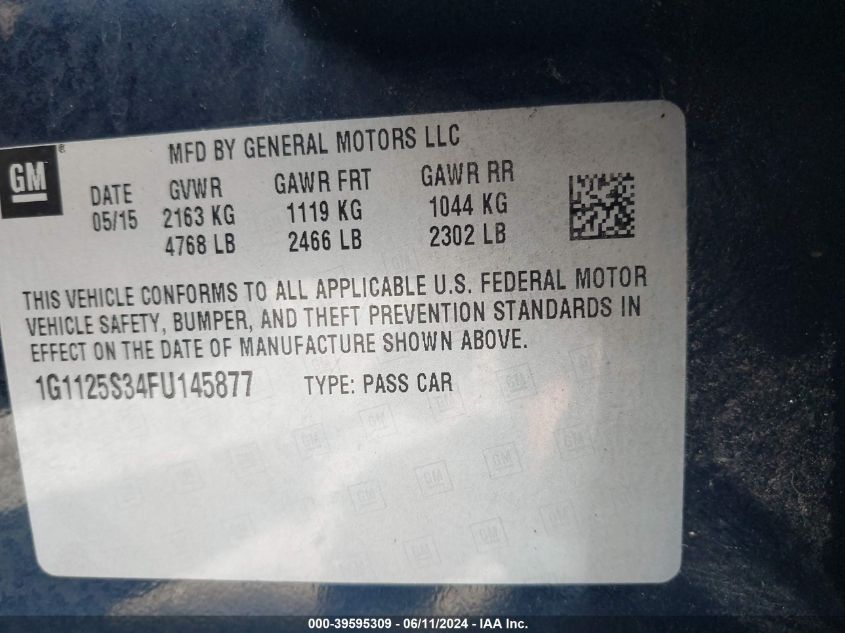 MFD BY GENERAL MOTORS LLC
GM®
DATE GVWR GAWR FRT GAWR RR
05/15 2163 KG 1119 KG 1044 KG
4768 LB 2466 LB 2302 LB
THIS VEHICLE CONFORMS TO ALL APPLICABLE U.S. FEDERAL MOTOR
VEHICLE SAFETY, BUMPER, AND THEFT PREVENTION STANDARDS IN
EFFECT ON THE DATE OF MANUFACTURE SHOWN ABOVE.
1G1125S34FU145877 TYPE: PASS CAR
000-39595309 - 06/11/2024 - IAA Inc.